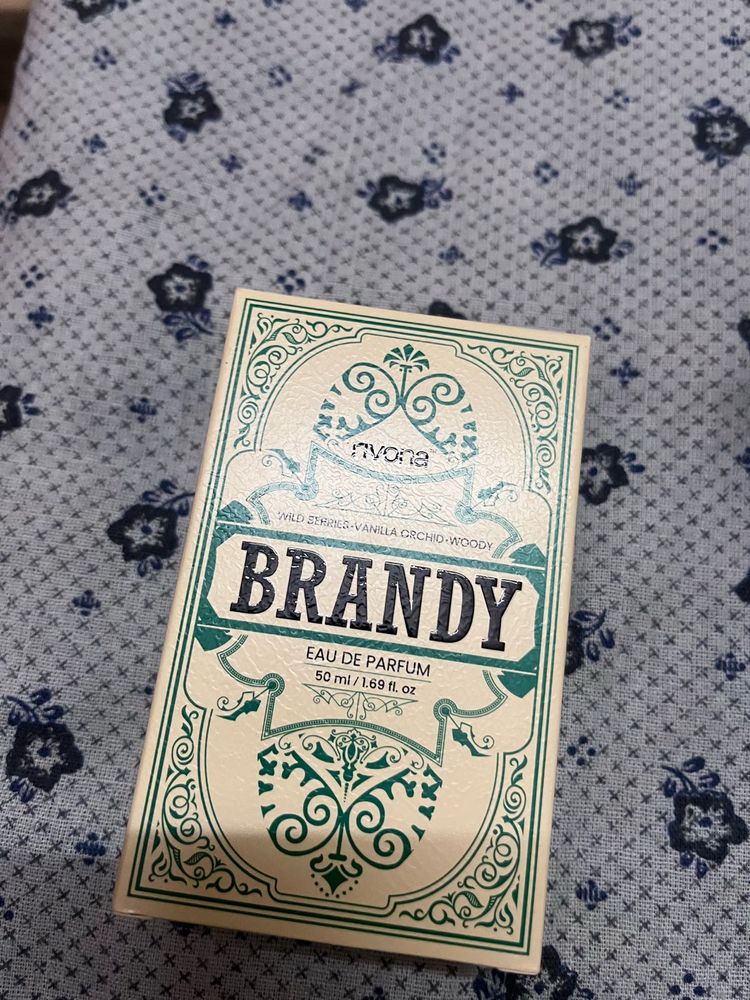 rivona
WILD BERRIES•VANILLA ORCHID•WOODY
BRANDY
EAU DE PARFUM
50 ml / 1.69 fl. oz